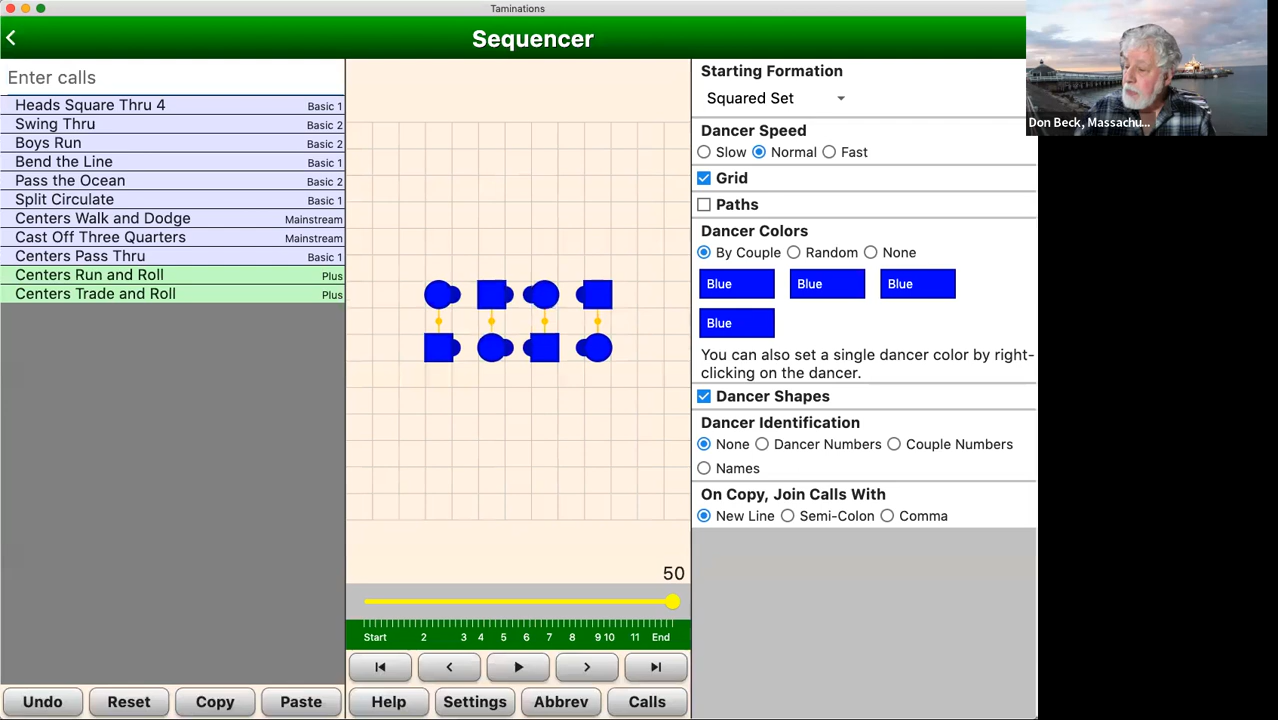 Taminations
Sequencer
Enter calls
Heads Square Thru 4 Basic 1
Swing Thru Basic 2
Boys Run Basic 2
Bend the Line Basic 1
Pass the Ocean Basic 2
Split Circulate Basic 1
Centers Walk and Dodge Mainstream
Cast Off Three Quarters Mainstream
Centers Pass Thru Basic 1
Centers Run and Roll Plus
Centers Trade and Roll Plus
Undo Reset Copy Paste
50
Start 2 3 4 5 6 7 8 9 10 11 End
Help Settings Abbrev Calls
Starting Formation
Squared Set
Dancer Speed
Slow Normal Fast
Grid
Paths
Dancer Colors
By Couple Random None
Blue Blue Blue
Blue
You can also set a single dancer color by right-
clicking on the dancer.
Dancer Shapes
Dancer Identification
None Dancer Numbers Couple Numbers
Names
On Copy, Join Calls With
New Line Semi-Colon Comma
Don Beck, Massachu...